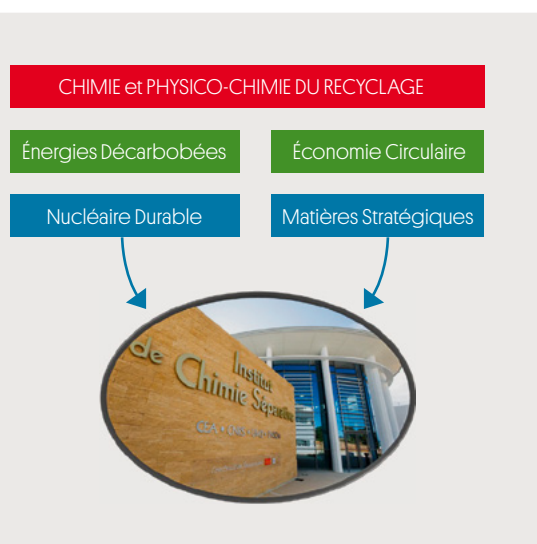 CHIMIE et PHYSICO-CHIMIE DU RECYCLAGE
Énergies Décarbobées
Économie Circulaire
Nucléaire Durable
Matières Stratégiques
Institut
de Chimie Séparative